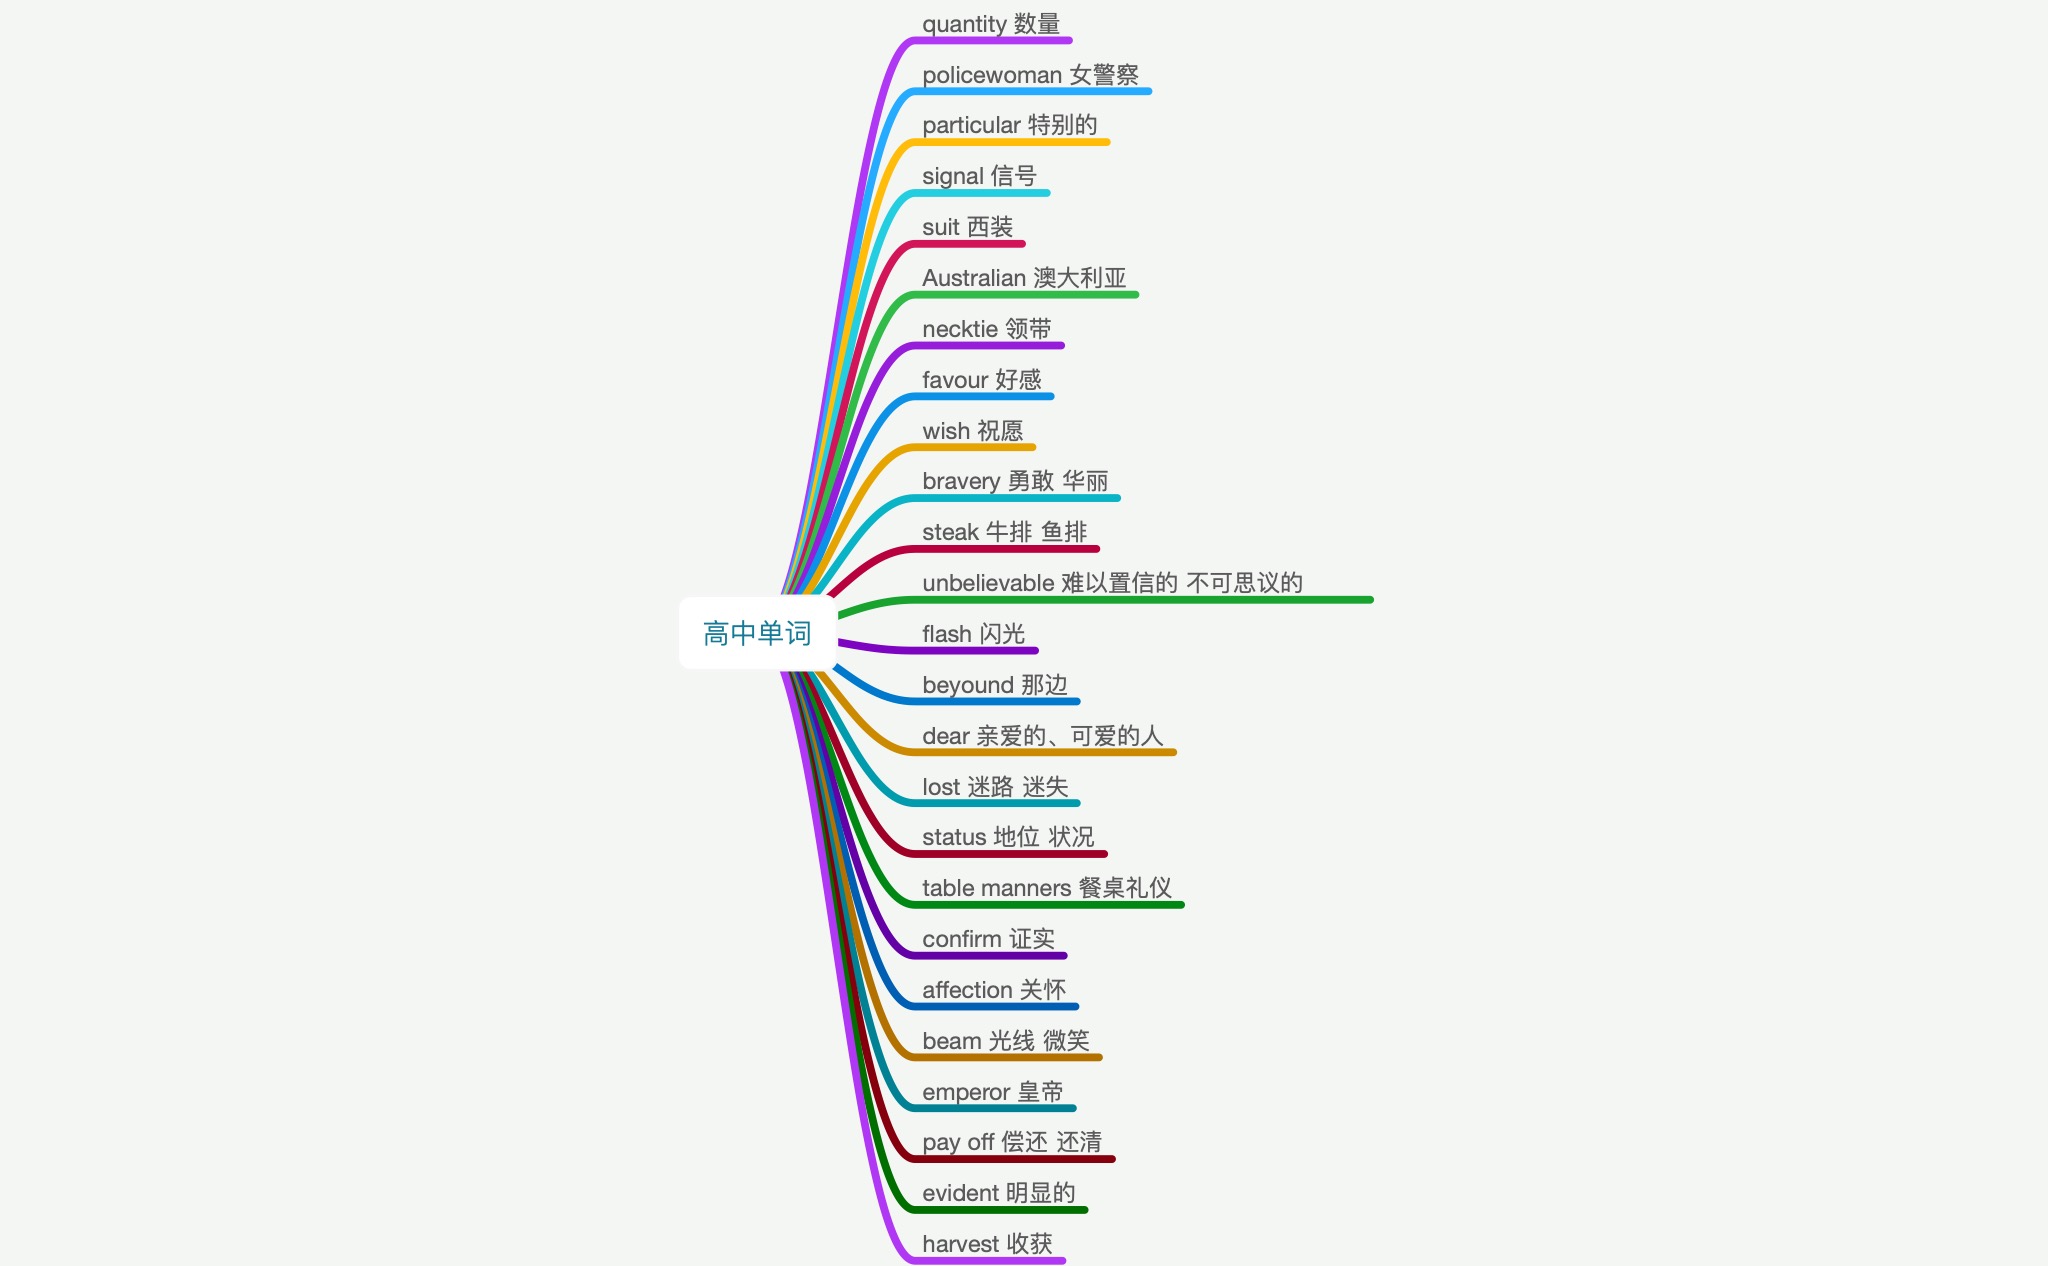 quantity 数量
policewoman 女警察
particular 特别的
signal 信号
suit 西装
Australian 澳大利亚
necktie 领带
favour 好感
wish 祝愿
bravery 勇敢 华丽
steak 牛排 鱼排
unbelievable 难以置信的 不可思议的
高中单词
flash 闪光
beyound 那边
dear 亲爱的、可爱的人
lost 迷路 迷失
status 地位 状况
table manners 餐桌礼仪
confirm 证实
affection 关怀
beam 光线 微笑
emperor 皇帝
pay off 偿还 还清
evident 明显的
harvest 收获